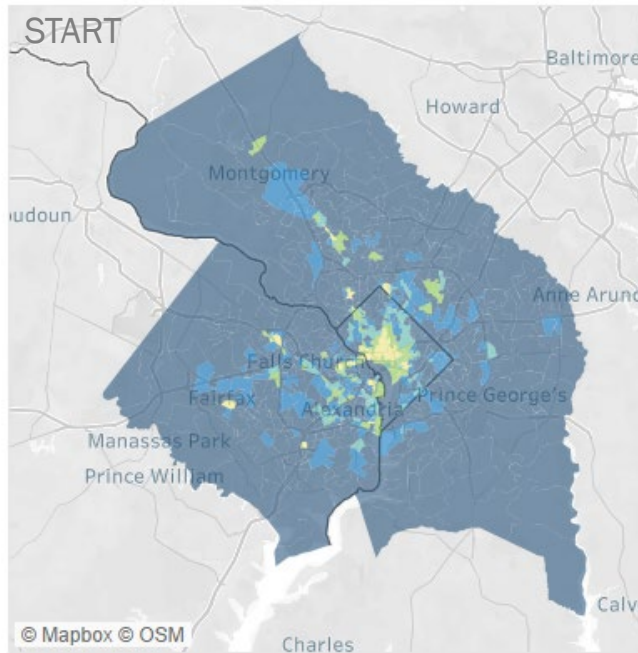 START
Baltimore
Howard
Montgomery
oudoun
Anne Arund
Falls Church
Prince George's
Fairfax
Alexandria
Manassas Park
Prince William
© Mapbox © OSM
Calv
Charles